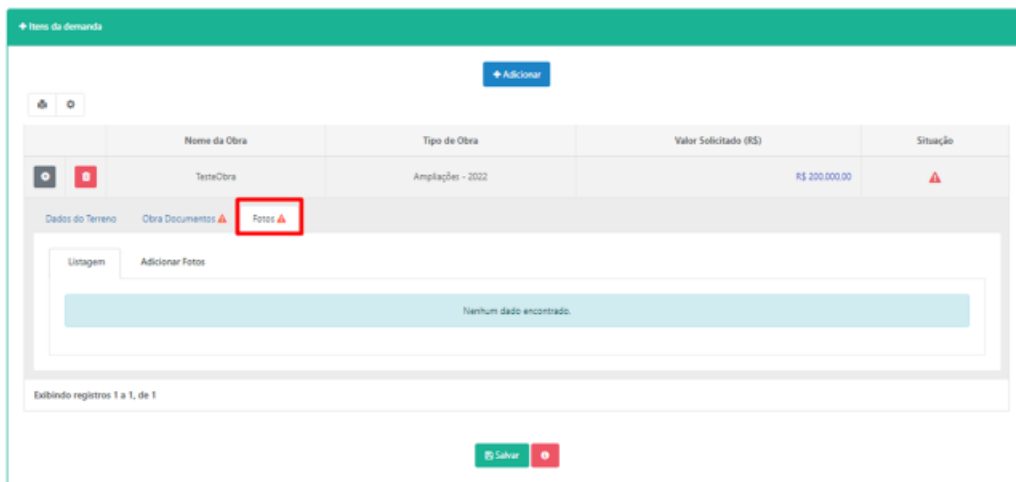 Itens da demanda
Adicionar
Nome da Obra Tipo de Obra Valor Solicitado (R$) Situação
TesteObra Ampliações - 2022 R$ 200.000,00
Dados do Terreno Obra Documentos Fotos
Listagem Adicionar Fotos
Nenhum dado encontrado.
Exibindo registros 1 a 1, de 1
Salvar